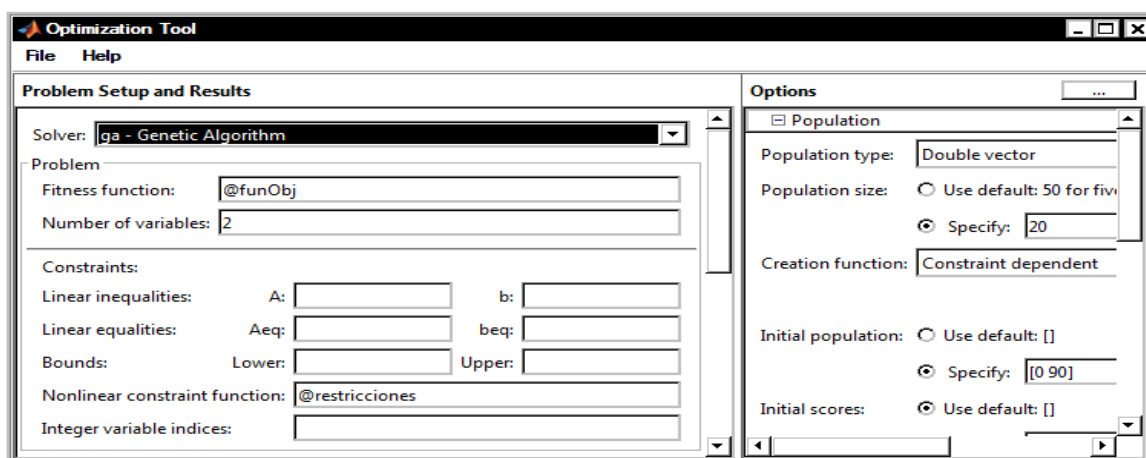 Optimization Tool
File Help
Problem Setup and Results
Solver: ga - Genetic Algorithm
Problem
Fitness function: @funObj
Number of variables: 2
Constraints:
Linear inequalities: A: b:
Linear equalities: Aeq: beq:
Bounds: Lower: Upper:
Nonlinear constraint function: @restricciones
Integer variable indices:
Options ...
Population
Population type: Double vector
Population size: Use default: 50 for five
Specify: 20
Creation function: Constraint dependent
Initial population: Use default: []
Specify: [0 90]
Initial scores: Use default: []